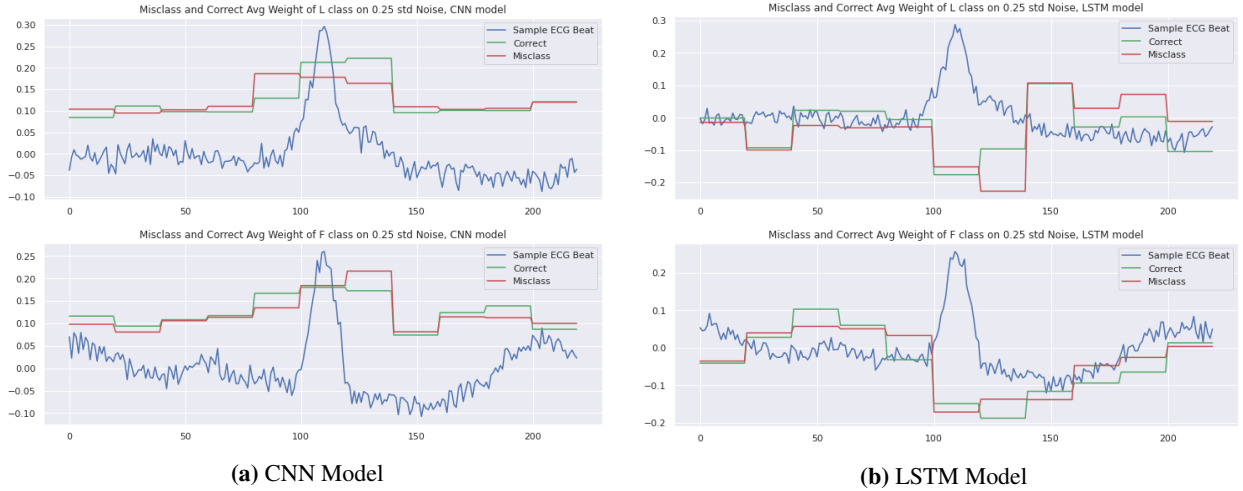 Misclass and Correct Avg Weight of L class on 0.25 std Noise, CNN model
0.30
0.25
0.20
0.15
0.10
0.05
0.00
−0.05
−0.10
0
50
100
150
200
Sample ECG Beat
Correct
Misclass
Misclass and Correct Avg Weight of F class on 0.25 std Noise, CNN model
0.25
0.20
0.15
0.10
0.05
0.00
−0.05
−0.10
0
50
100
150
200
Sample ECG Beat
Correct
Misclass
(a) CNN Model
Misclass and Correct Avg Weight of L class on 0.25 std Noise, LSTM model
0.3
0.2
0.1
0.0
−0.1
−0.2
0
50
100
150
200
Sample ECG Beat
Correct
Misclass
Misclass and Correct Avg Weight of F class on 0.25 std Noise, LSTM model
0.2
0.1
0.0
−0.1
−0.2
0
50
100
150
200
Sample ECG Beat
Correct
Misclass
(b) LSTM Model